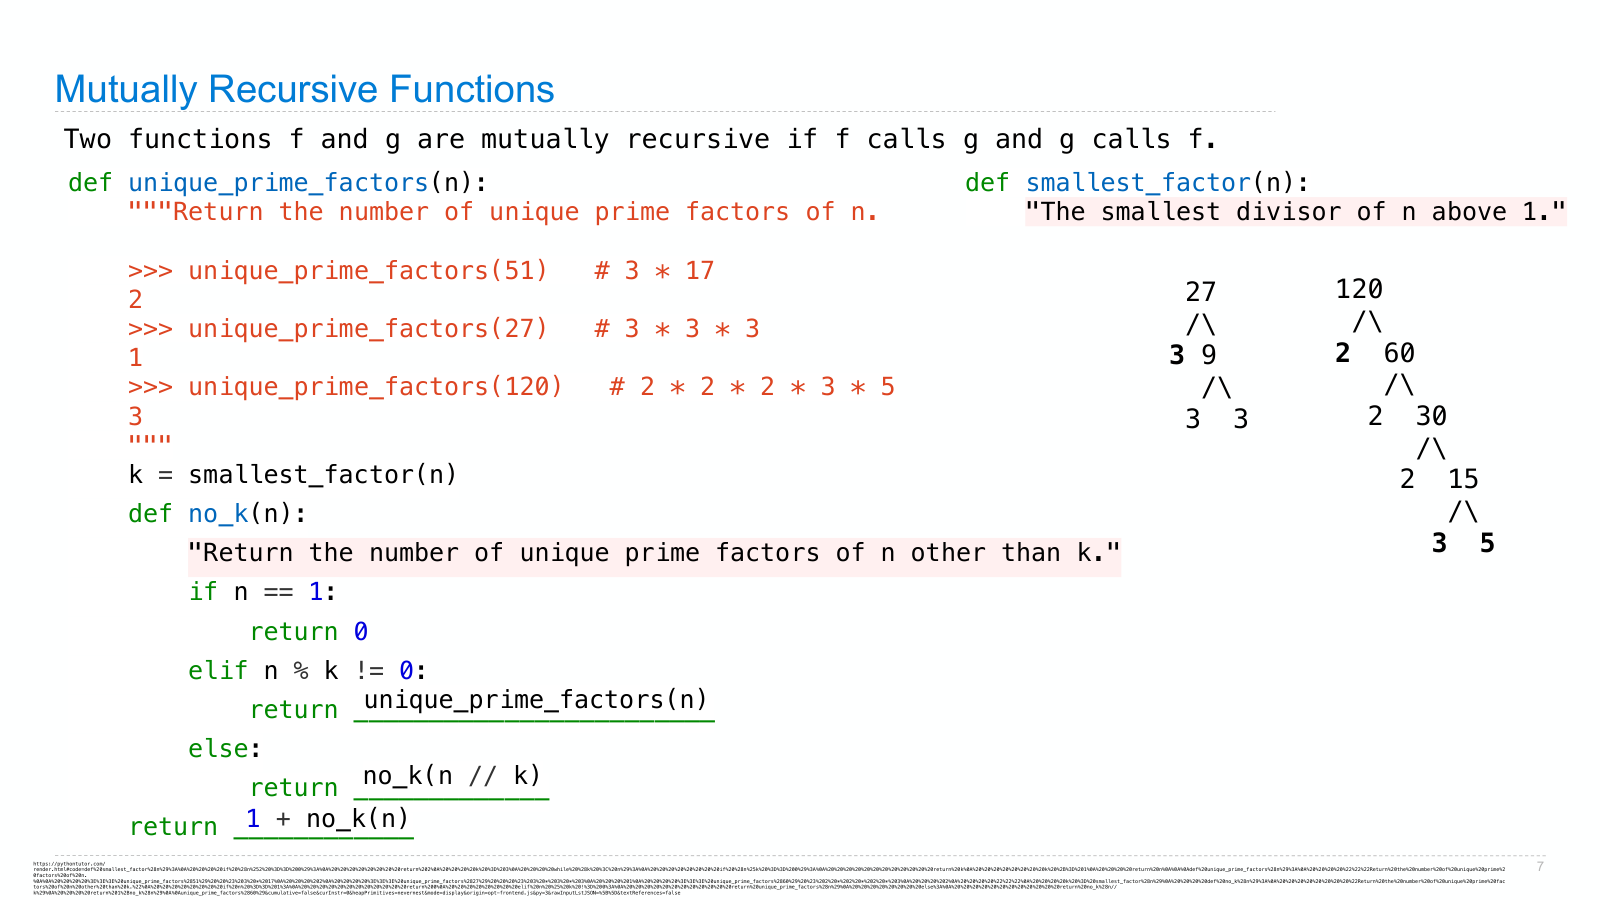 Mutually Recursive Functions
Two functions f and g are mutually recursive if f calls g and g calls f.
def unique_prime_factors(n):
"""Return the number of unique prime factors of n.
>>> unique_prime_factors(51)   # 3 * 17
2
>>> unique_prime_factors(27)   # 3 * 3 * 3
1
>>> unique_prime_factors(120)   # 2 * 2 * 2 * 3 * 5
3
"""
k = smallest_factor(n)
def no_k(n):
"Return the number of unique prime factors of n other than k."
if n == 1:
return 0
elif n % k != 0:
return unique_prime_factors(n)
else:
return no_k(n // k)
return 1 + no_k(n)
def smallest_factor(n):
"The smallest divisor of n above 1."
27
/\
3 9
/\
3  3
120
/\
2  60
/\
2  30
/\
2  15
/\
3  5
https://pythontutor.com/
7